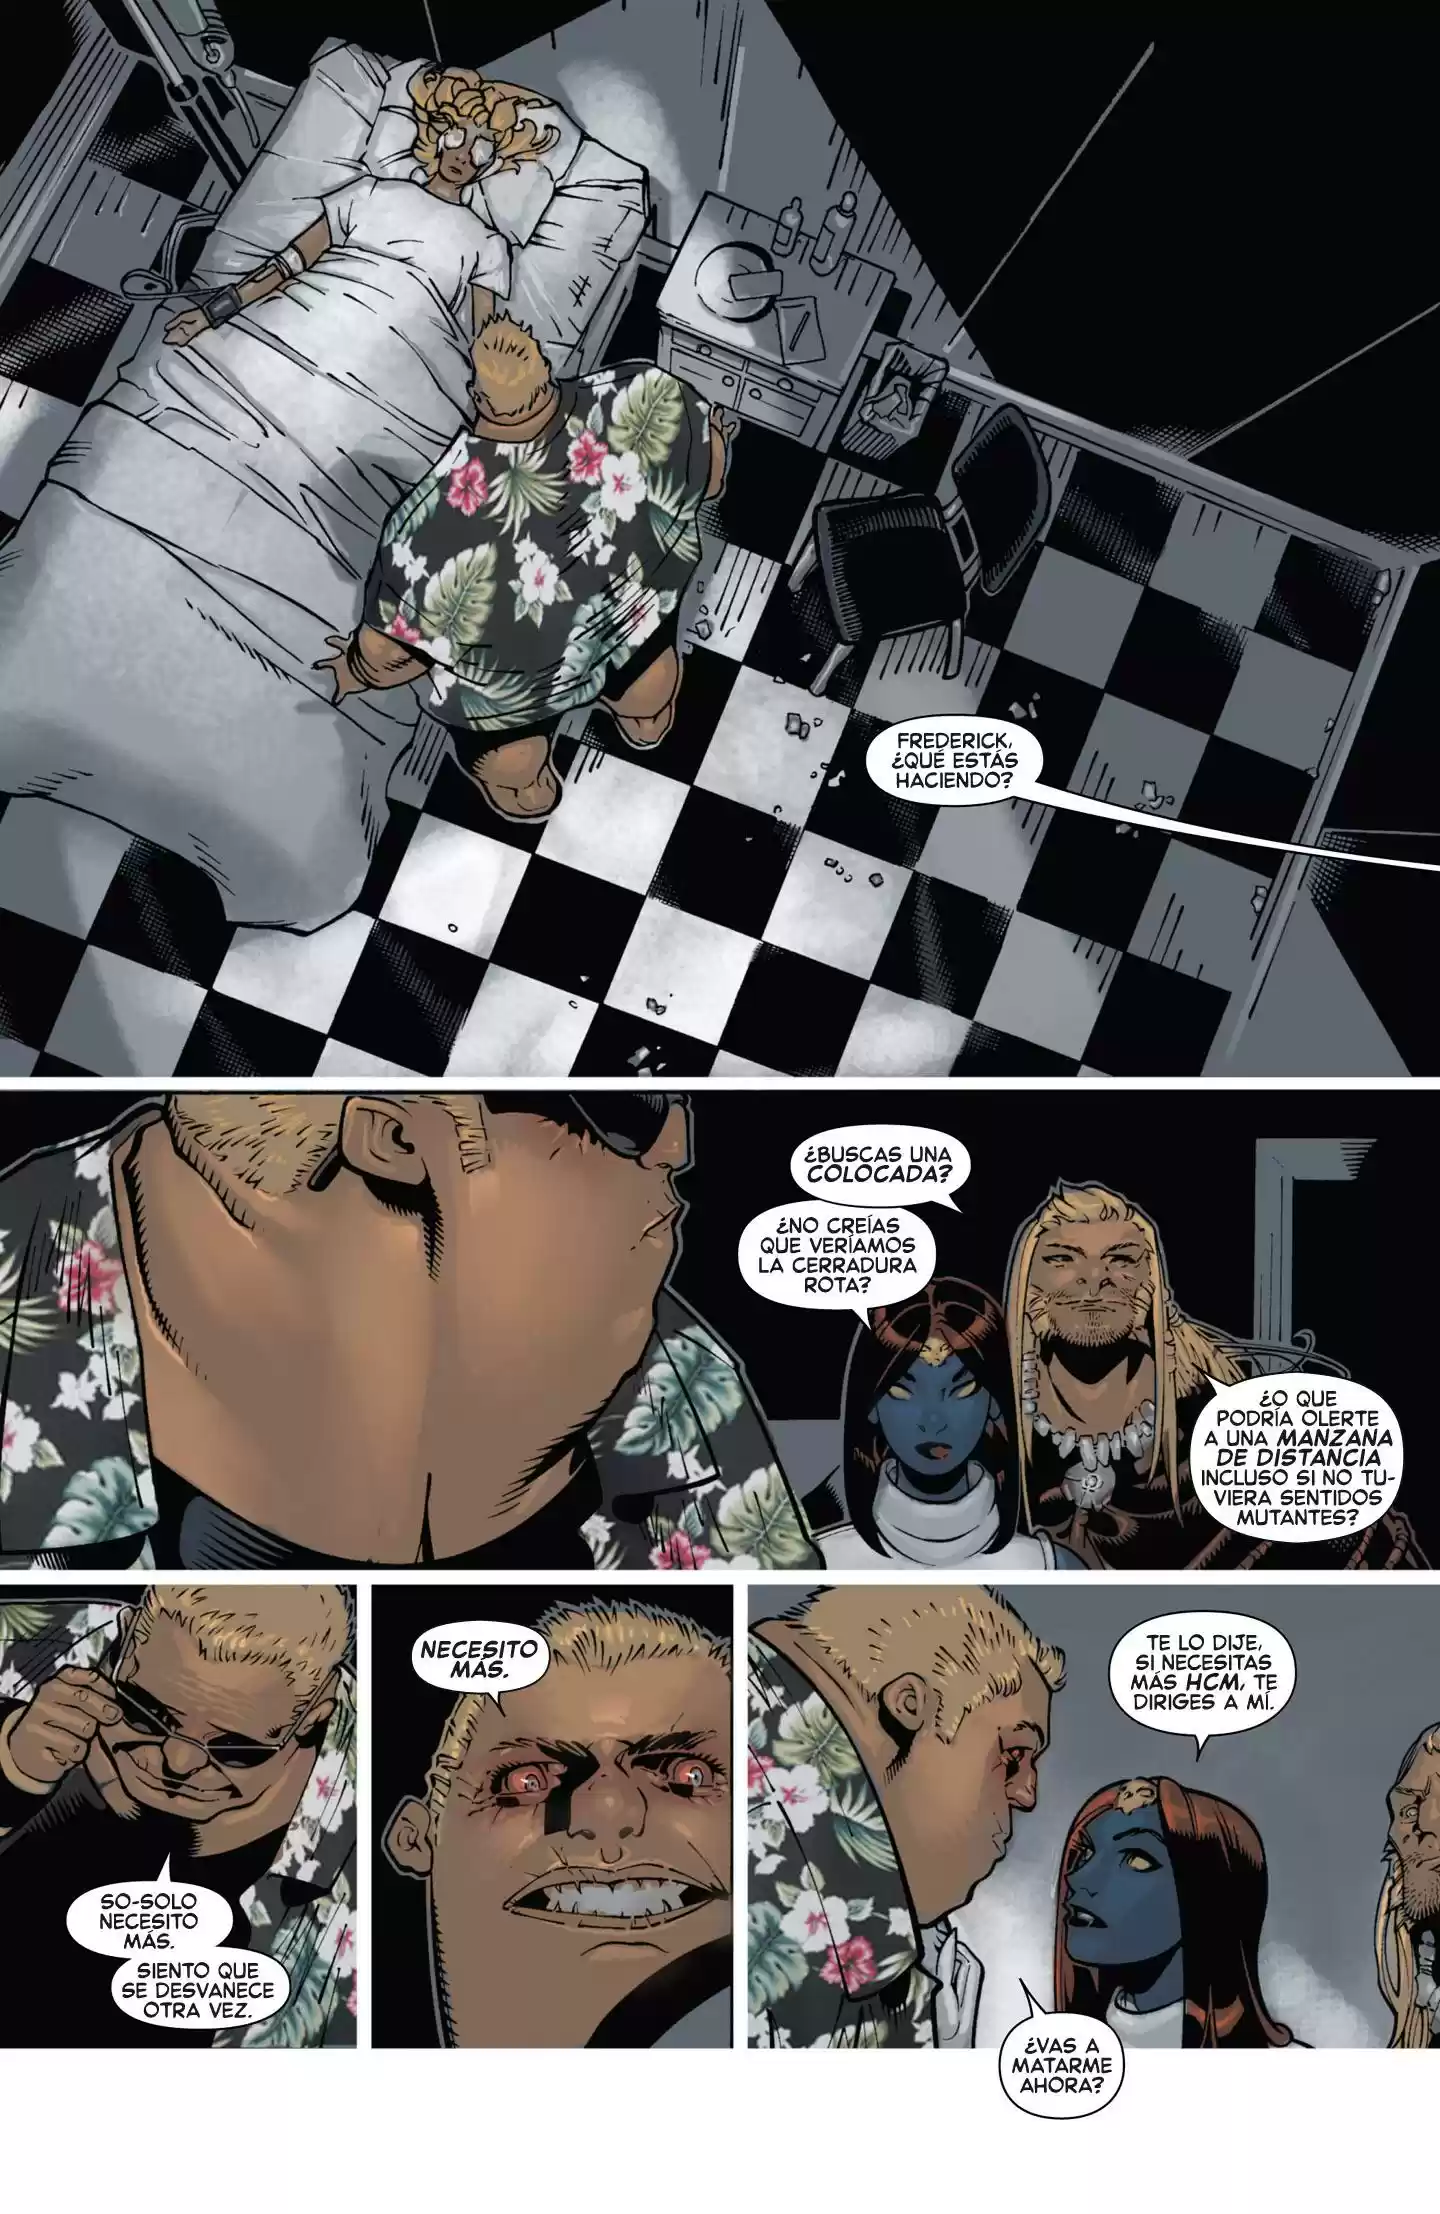 FREDERICK,
¿QUÉ ESTÁS
HACIENDO?
¿BUSCAS UNA
COLOCADA?
¿NO CREÍAS
QUE VERÍAMOS
LA CERRADURA
ROTA?
¿O QUE
PODRÍA OLERTE
A UNA MANZANA
DE DISTANCIA
INCLUSO SI NO TU-
VIERA SENTIDOS
MUTANTES?
SO-SOLO
NECESITO
MÁS.
SIENTO QUE
SE DESVANECE
OTRA VEZ.
NECESITO
MÁS.
TE LO DIJE,
SI NECESITAS
MÁS HCM, TE
DIRIGES A MÍ.
¿VAS A
MATARME
AHORA?